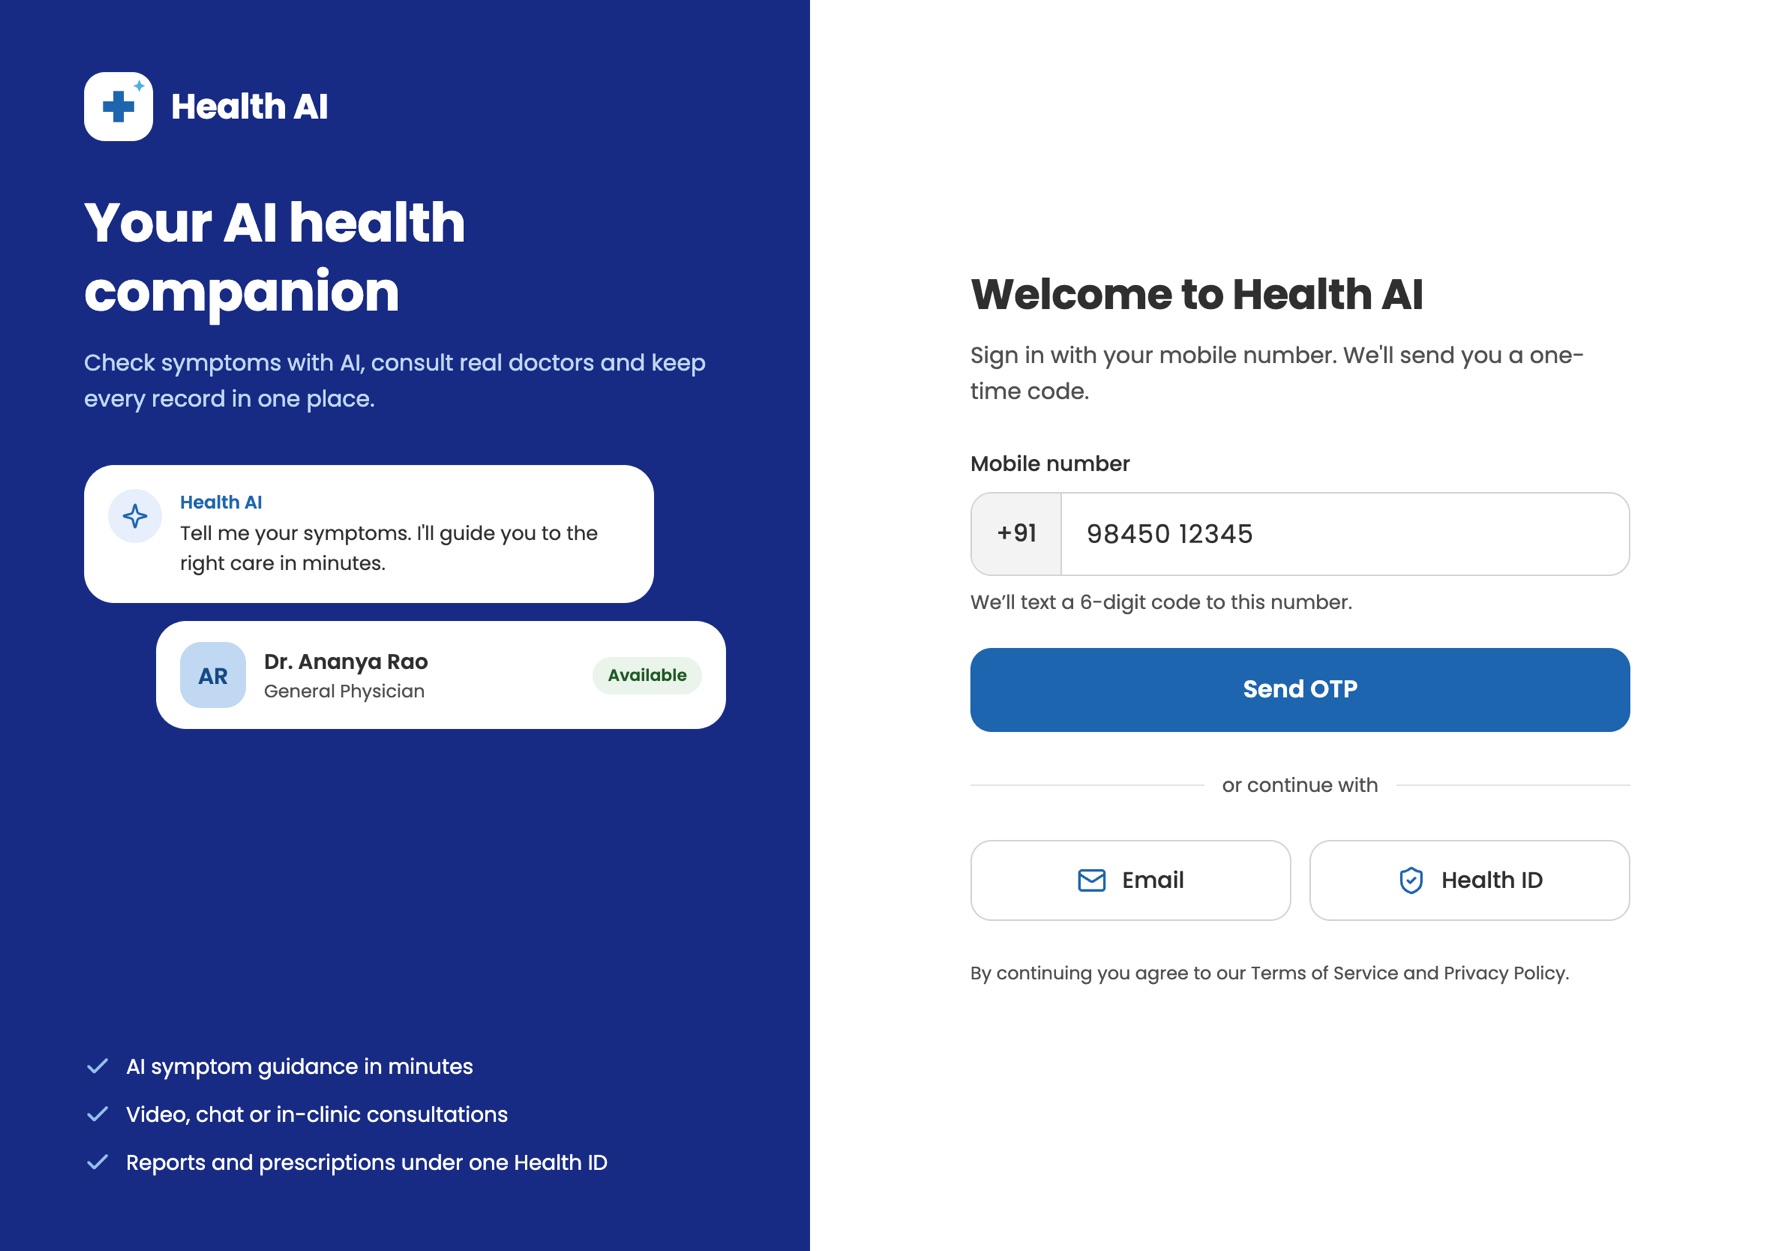 Health AI
Your AI health
companion
Check symptoms with AI, consult real doctors and keep
every record in one place.
Health AI
Tell me your symptoms. I'll guide you to the
right care in minutes.
AR
Dr. Ananya Rao
General Physician
Available
AI symptom guidance in minutes
Video, chat or in-clinic consultations
Reports and prescriptions under one Health ID
Welcome to Health AI
Sign in with your mobile number. We'll send you a one-
time code.
Mobile number
+91
98450 12345
We’ll text a 6-digit code to this number.
Send OTP
or continue with
Email
Health ID
By continuing you agree to our Terms of Service and Privacy Policy.